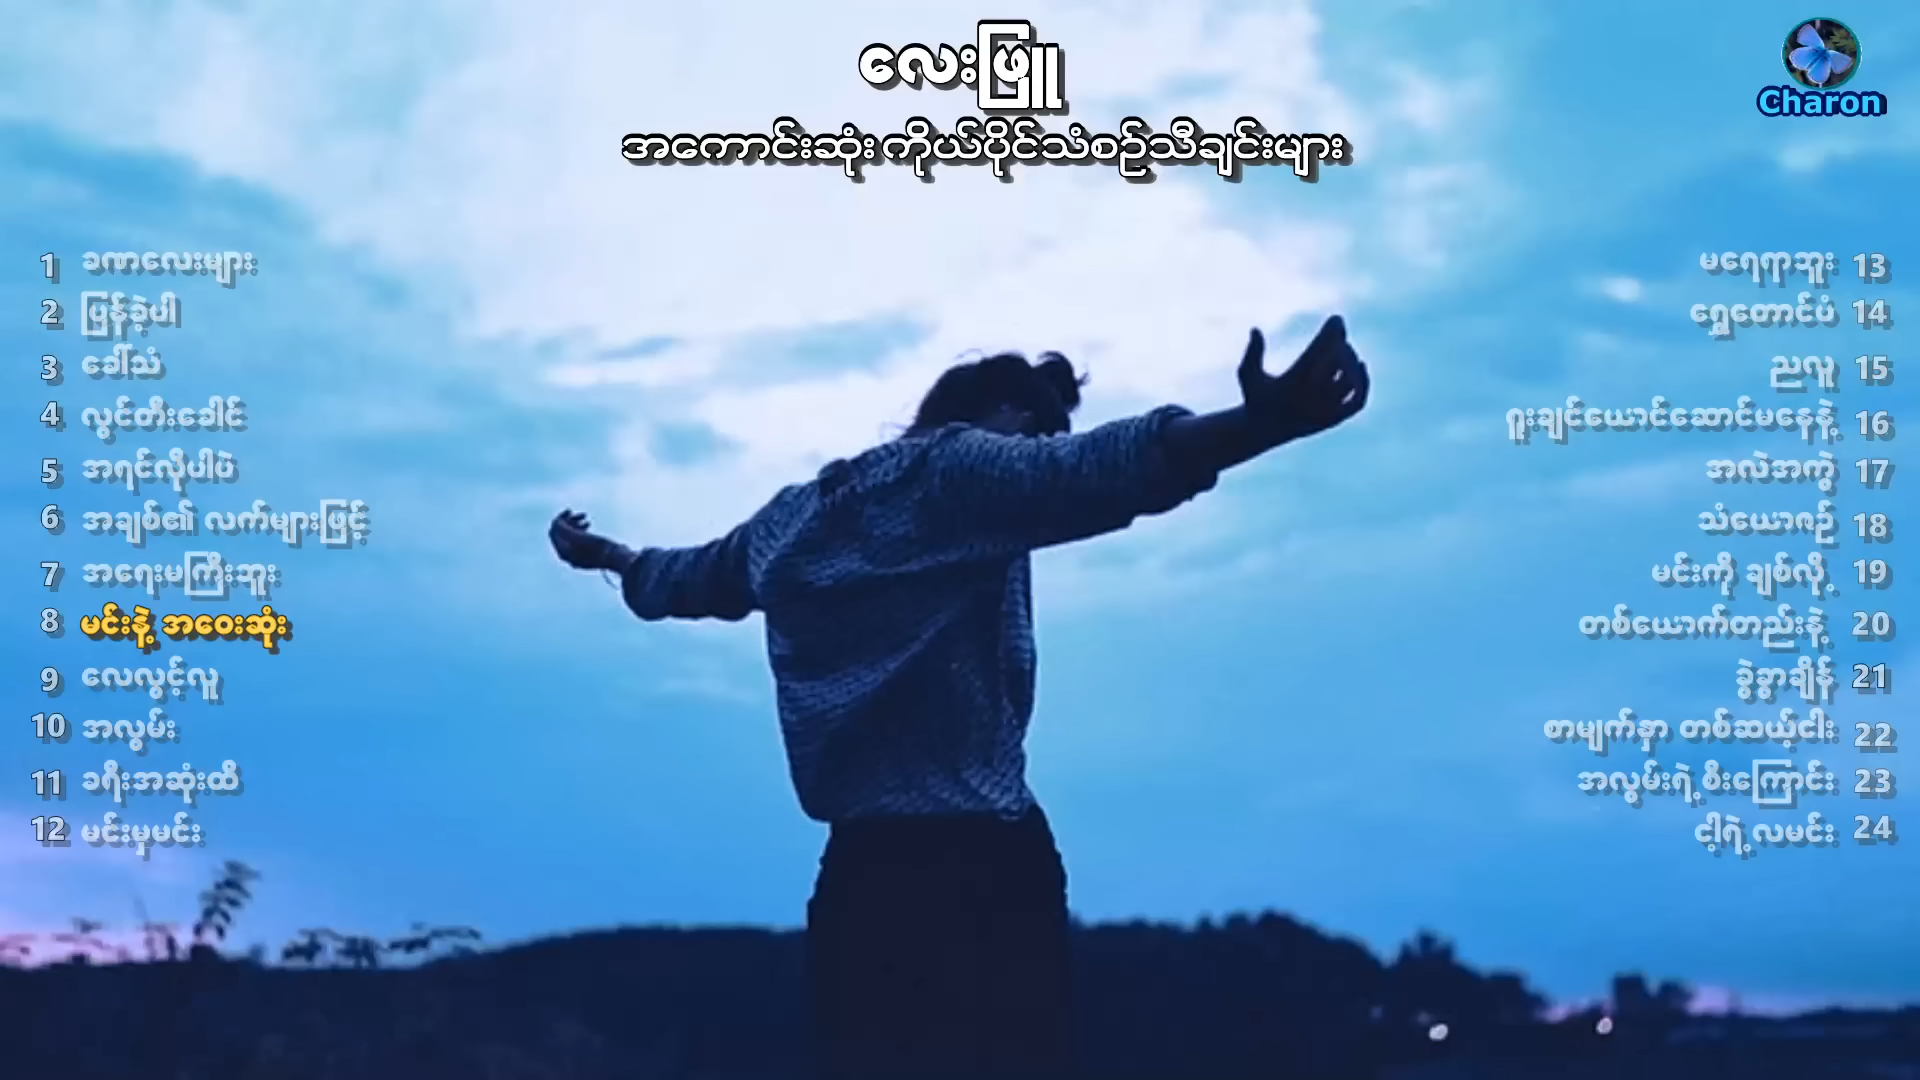 လေးဖြူ
အကောင်းဆုံး ကိုယ်ပိုင်သံစဉ်သီချင်းများ
Charon
1 ခဏလေးများ
2 ပြန်ခဲ့ပါ
3 ခေါ်သံ
4 လွင်တီးခေါင်
5 အရင်လိုပါပဲ
6 အချစ်၏ လက်များဖြင့်
7 အရေးမကြီးဘူး
8 မင်းနဲ့ အဝေးဆုံး
9 လေလွင့်လူ
10 အလွမ်း
11 ခရီးအဆုံးထိ
12 မင်းမှမင်း
မရေရာဘူး 13
ရွှေတောင်ပံ 14
ညလူ 15
ရူးချင်ယောင်ဆောင်မနေနဲ့ 16
အလဲအကွဲ 17
သံယောဇဉ် 18
မင်းကို ချစ်လို့ 19
တစ်ယောက်တည်းနဲ့ 20
ခွဲခွာချိန် 21
စာမျက်နှာ တစ်ဆယ့်ငါး 22
အလွမ်းရဲ့ စီးကြောင်း 23
ငါ့ရဲ့ လမင်း 24